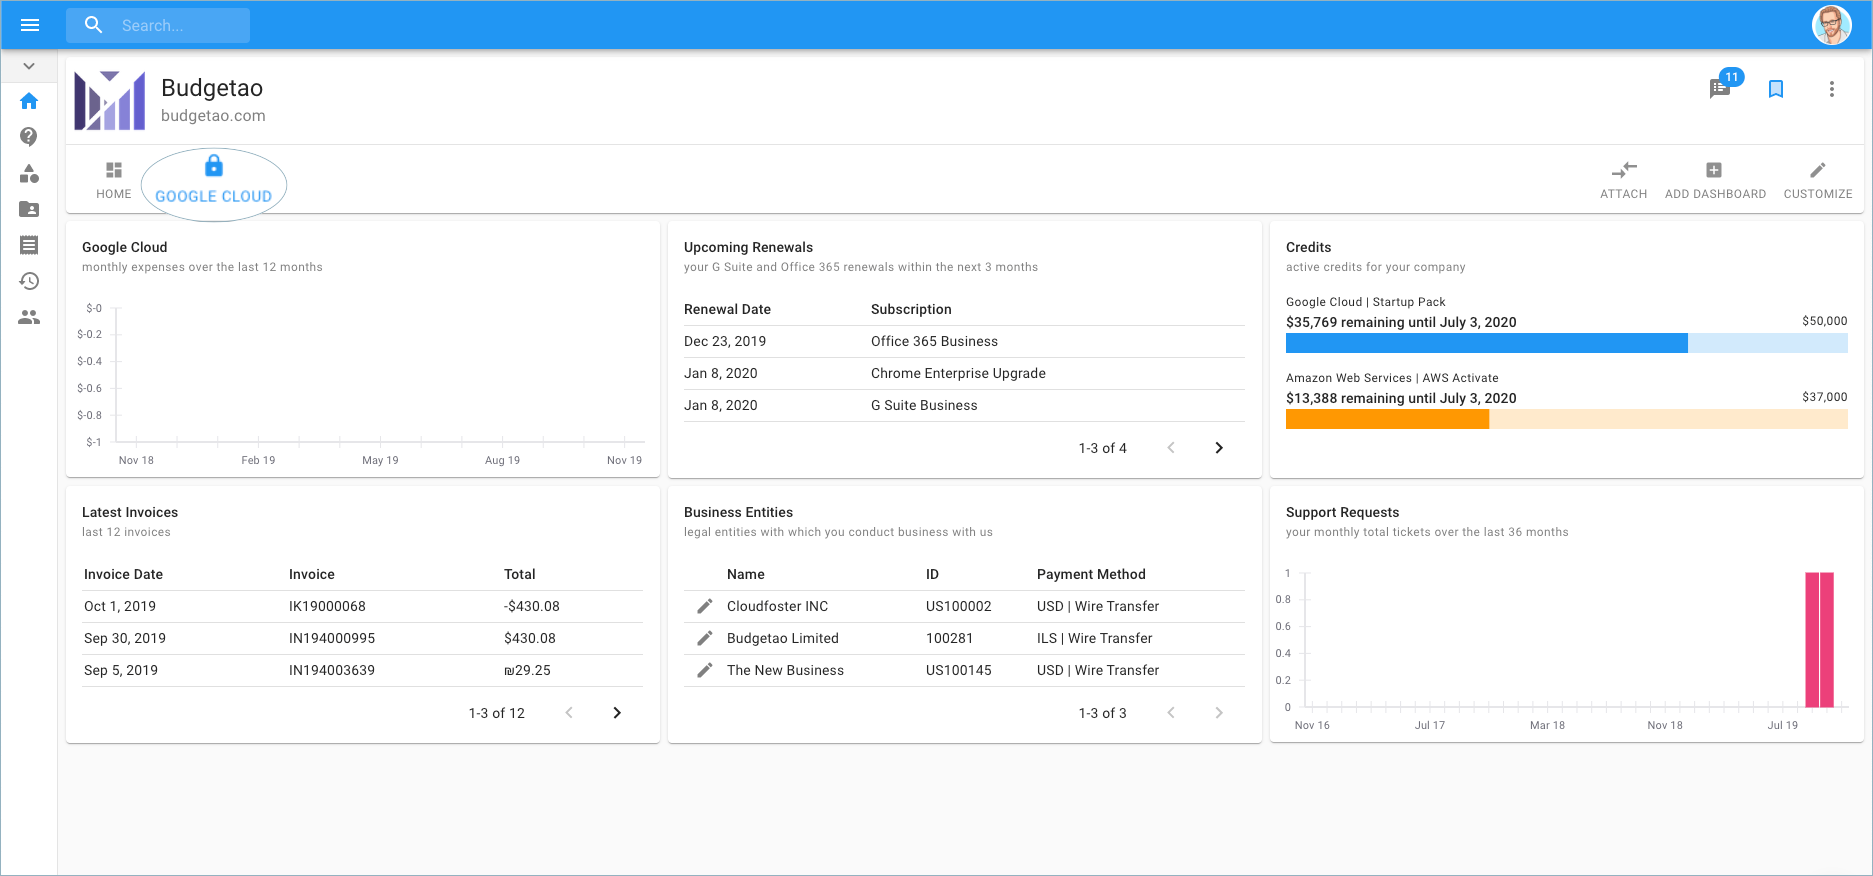 Search...
Budgetao
budgetao.com
11
HOME
GOOGLE CLOUD
ATTACH
ADD DASHBOARD
CUSTOMIZE
Google Cloud
monthly expenses over the last 12 months
$-0
$-0.2
$-0.4
$-0.6
$-0.8
$-1
Nov 18 Feb 19 May 19 Aug 19 Nov 19
Upcoming Renewals
your G Suite and Office 365 renewals within the next 3 months
Renewal Date Subscription
Dec 23, 2019 Office 365 Business
Jan 8, 2020 Chrome Enterprise Upgrade
Jan 8, 2020 G Suite Business
1-3 of 4
Credits
active credits for your company
Google Cloud | Startup Pack
$35,769 remaining until July 3, 2020 $50,000
Amazon Web Services | AWS Activate
$13,388 remaining until July 3, 2020 $37,000
Latest Invoices
last 12 invoices
Invoice Date Invoice Total
Oct 1, 2019 IK19000068 -$430.08
Sep 30, 2019 IN194000995 $430.08
Sep 5, 2019 IN194003639 ₪29.25
1-3 of 12
Business Entities
legal entities with which you conduct business with us
Name ID Payment Method
Cloudfoster INC US100002 USD | Wire Transfer
Budgetao Limited 100281 ILS | Wire Transfer
The New Business US100145 USD | Wire Transfer
1-3 of 3
Support Requests
your monthly total tickets over the last 36 months
1
0.8
0.6
0.4
0.2
0
Nov 16 Jul 17 Mar 18 Nov 18 Jul 19